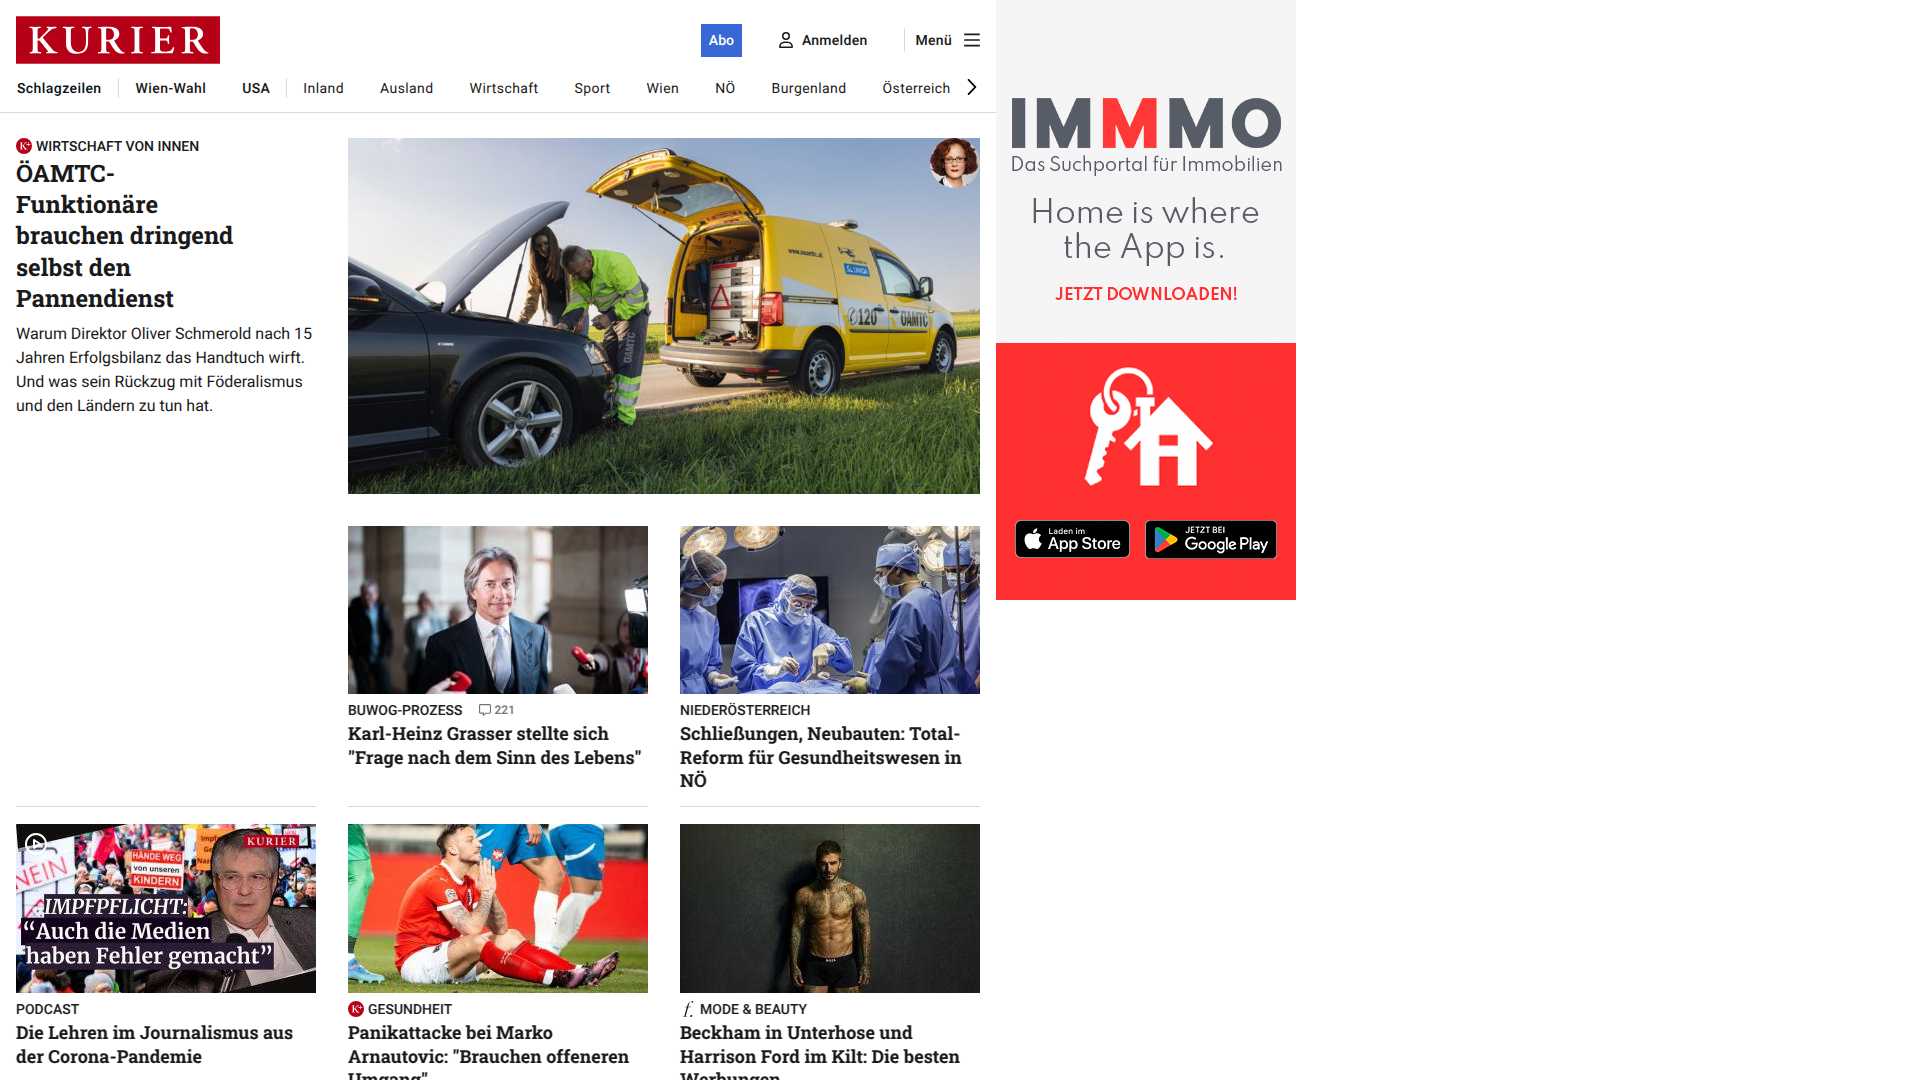 KURIER
Abo
Anmelden
Menü
Schlagzeilen
Wien-Wahl
USA
Inland
Ausland
Wirtschaft
Sport
Wien
NÖ
Burgenland
Österreich
WIRTSCHAFT VON INNEN
ÖAMTC-
Funktionäre
brauchen dringend
selbst den
Pannendienst
Warum Direktor Oliver Schmerold nach 15
Jahren Erfolgsbilanz das Handtuch wirft.
Und was sein Rückzug mit Föderalismus
und den Ländern zu tun hat.
120 ÖAMTC
ÖAMTC
IMMMO
Das Suchportal für Immobilien
Home is where
the App is.
JETZT DOWNLOADEN!
Laden im
App Store
JETZT BEI
Google Play
BUWOG-PROZESS 221
Karl-Heinz Grasser stellte sich
"Frage nach dem Sinn des Lebens"
NIEDERÖSTERREICH
Schließungen, Neubauten: Total-
Reform für Gesundheitswesen in
NÖ
KURIER
HÄNDE WEG
von unseren
KINDERN
NEIN
IMPFPFLICHT:
“Auch die Medien
haben Fehler gemacht”
PODCAST
Die Lehren im Journalismus aus
der Corona-Pandemie
K+ GESUNDHEIT
Panikattacke bei Marko
Arnautovic: "Brauchen offeneren
Umgang"
f. MODE & BEAUTY
Beckham in Unterhose und
Harrison Ford im Kilt: Die besten
Werbungen